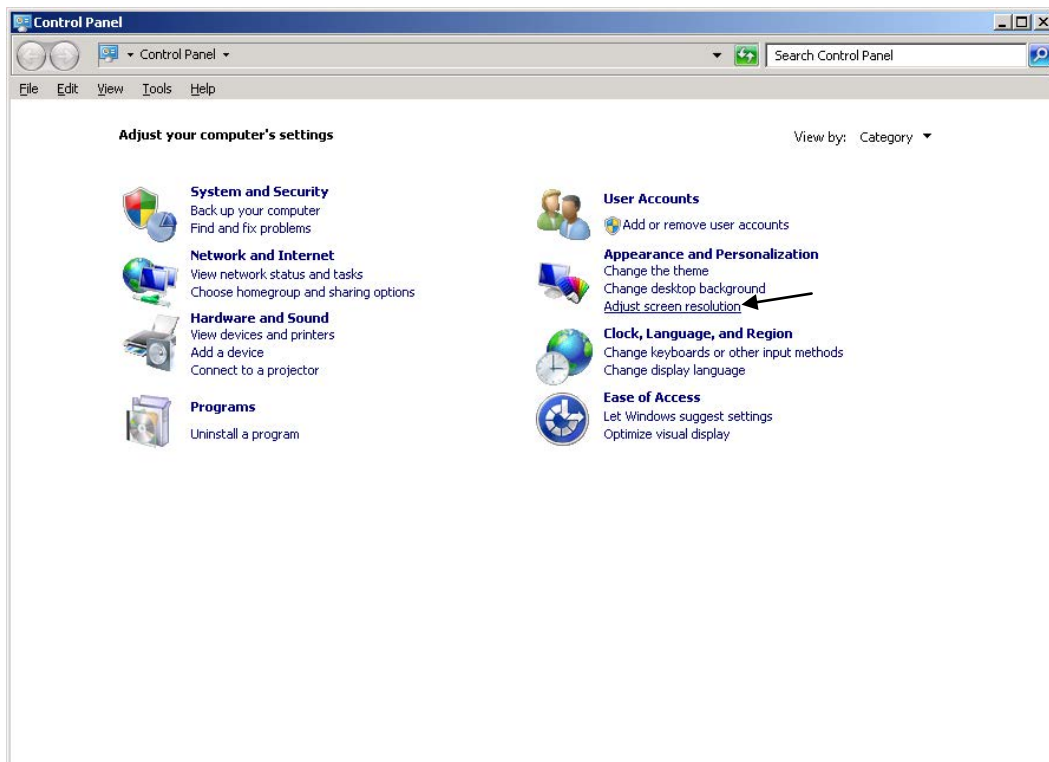 Control Panel
Control Panel
Search Control Panel
File Edit View Tools Help
Adjust your computer's settings
View by: Category
System and Security
Back up your computer
Find and fix problems
Network and Internet
View network status and tasks
Choose homegroup and sharing options
Hardware and Sound
View devices and printers
Add a device
Connect to a projector
Programs
Uninstall a program
User Accounts
Add or remove user accounts
Appearance and Personalization
Change the theme
Change desktop background
Adjust screen resolution
Clock, Language, and Region
Change keyboards or other input methods
Change display language
Ease of Access
Let Windows suggest settings
Optimize visual display